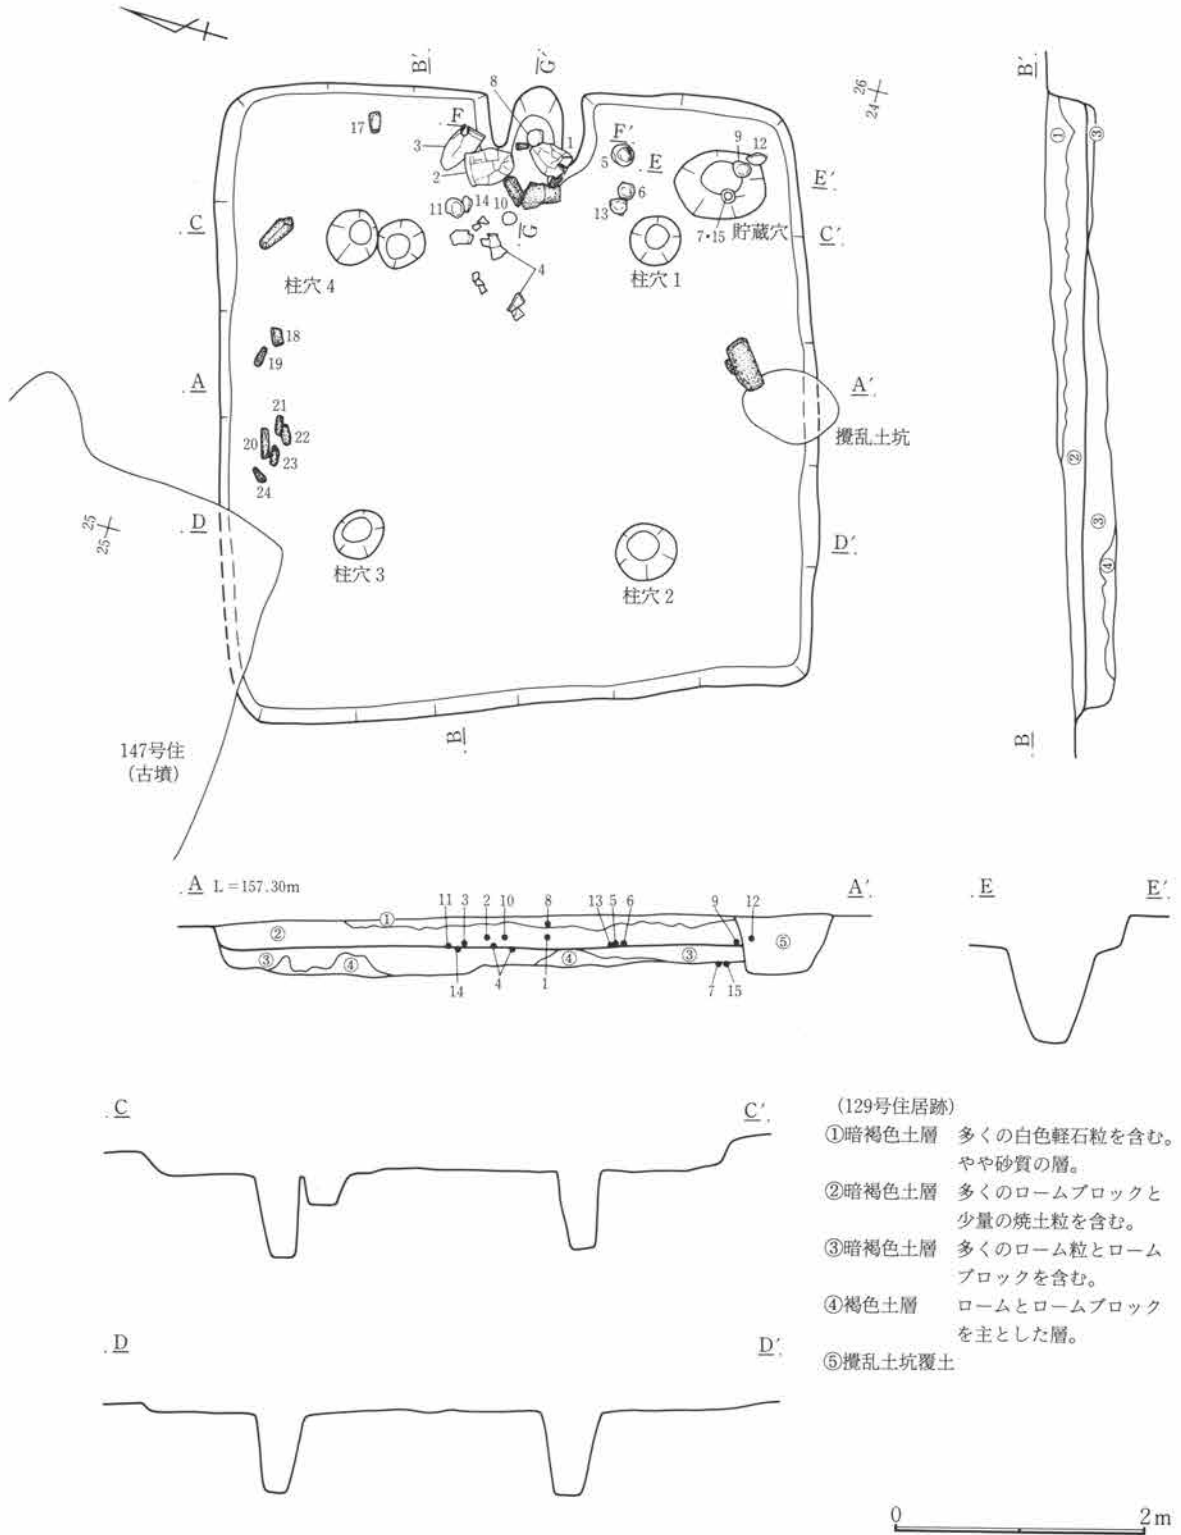 B′
G′
8
17
F
3
2
1
F′
5
E
9
12
E′
11
14
10
G
6
13
7・15
貯蔵穴
C
C′
4
柱穴 4
柱穴 1
26
24
18
19
A
A′
21
20
22
23
24
攪乱土坑
25
25
D
D′
柱穴 3
柱穴 2
B
147号住
(古墳)
B′
①
③
②
③
④
B
A L=157.30m
A′
11 3 2 10 8 13 5 6 9 12
①
②
⑤
③ ④ ④ ③
14 4 1 7 15
E E′
C C′
D D′
(129号住居跡)
①暗褐色土層 多くの白色軽石粒を含む。
やや砂質の層。
②暗褐色土層 多くのロームブロックと
少量の焼土粒を含む。
③暗褐色土層 多くのローム粒とローム
ブロックを含む。
④褐色土層 ロームとロームブロック
を主とした層。
⑤攪乱土坑覆土
0 2m